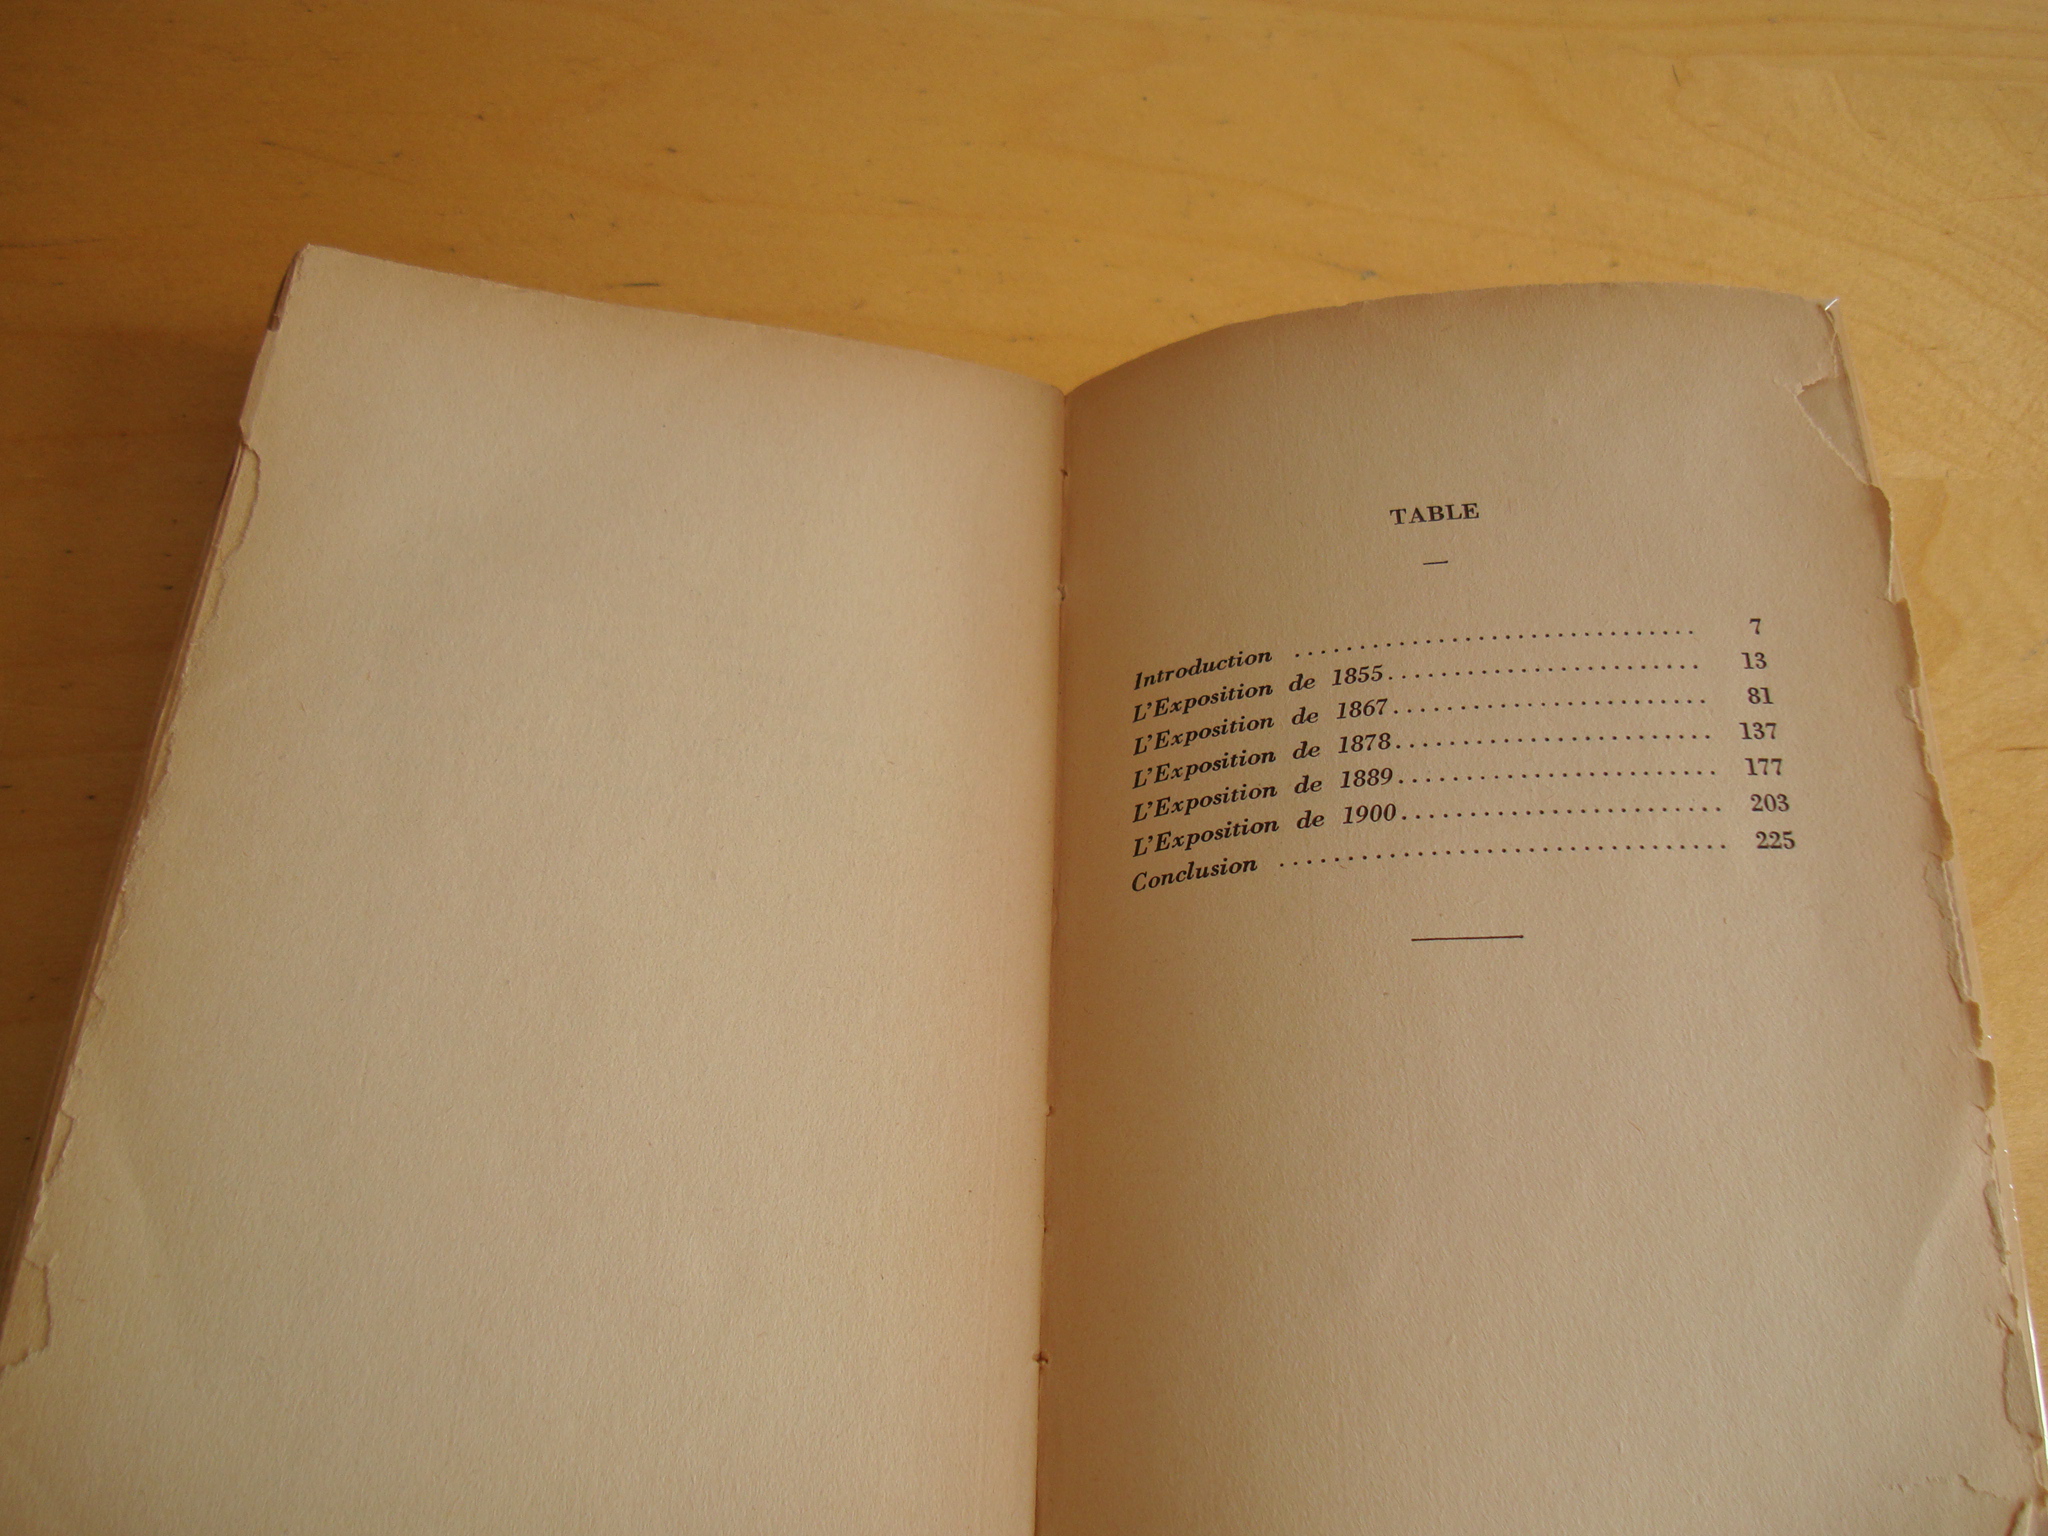 TABLE
Introduction ............................... 7
L'Exposition de 1855........................ 13
L'Exposition de 1867........................ 81
L'Exposition de 1878........................ 137
L'Exposition de 1889........................ 177
L'Exposition de 1900........................ 203
Conclusion ................................. 225